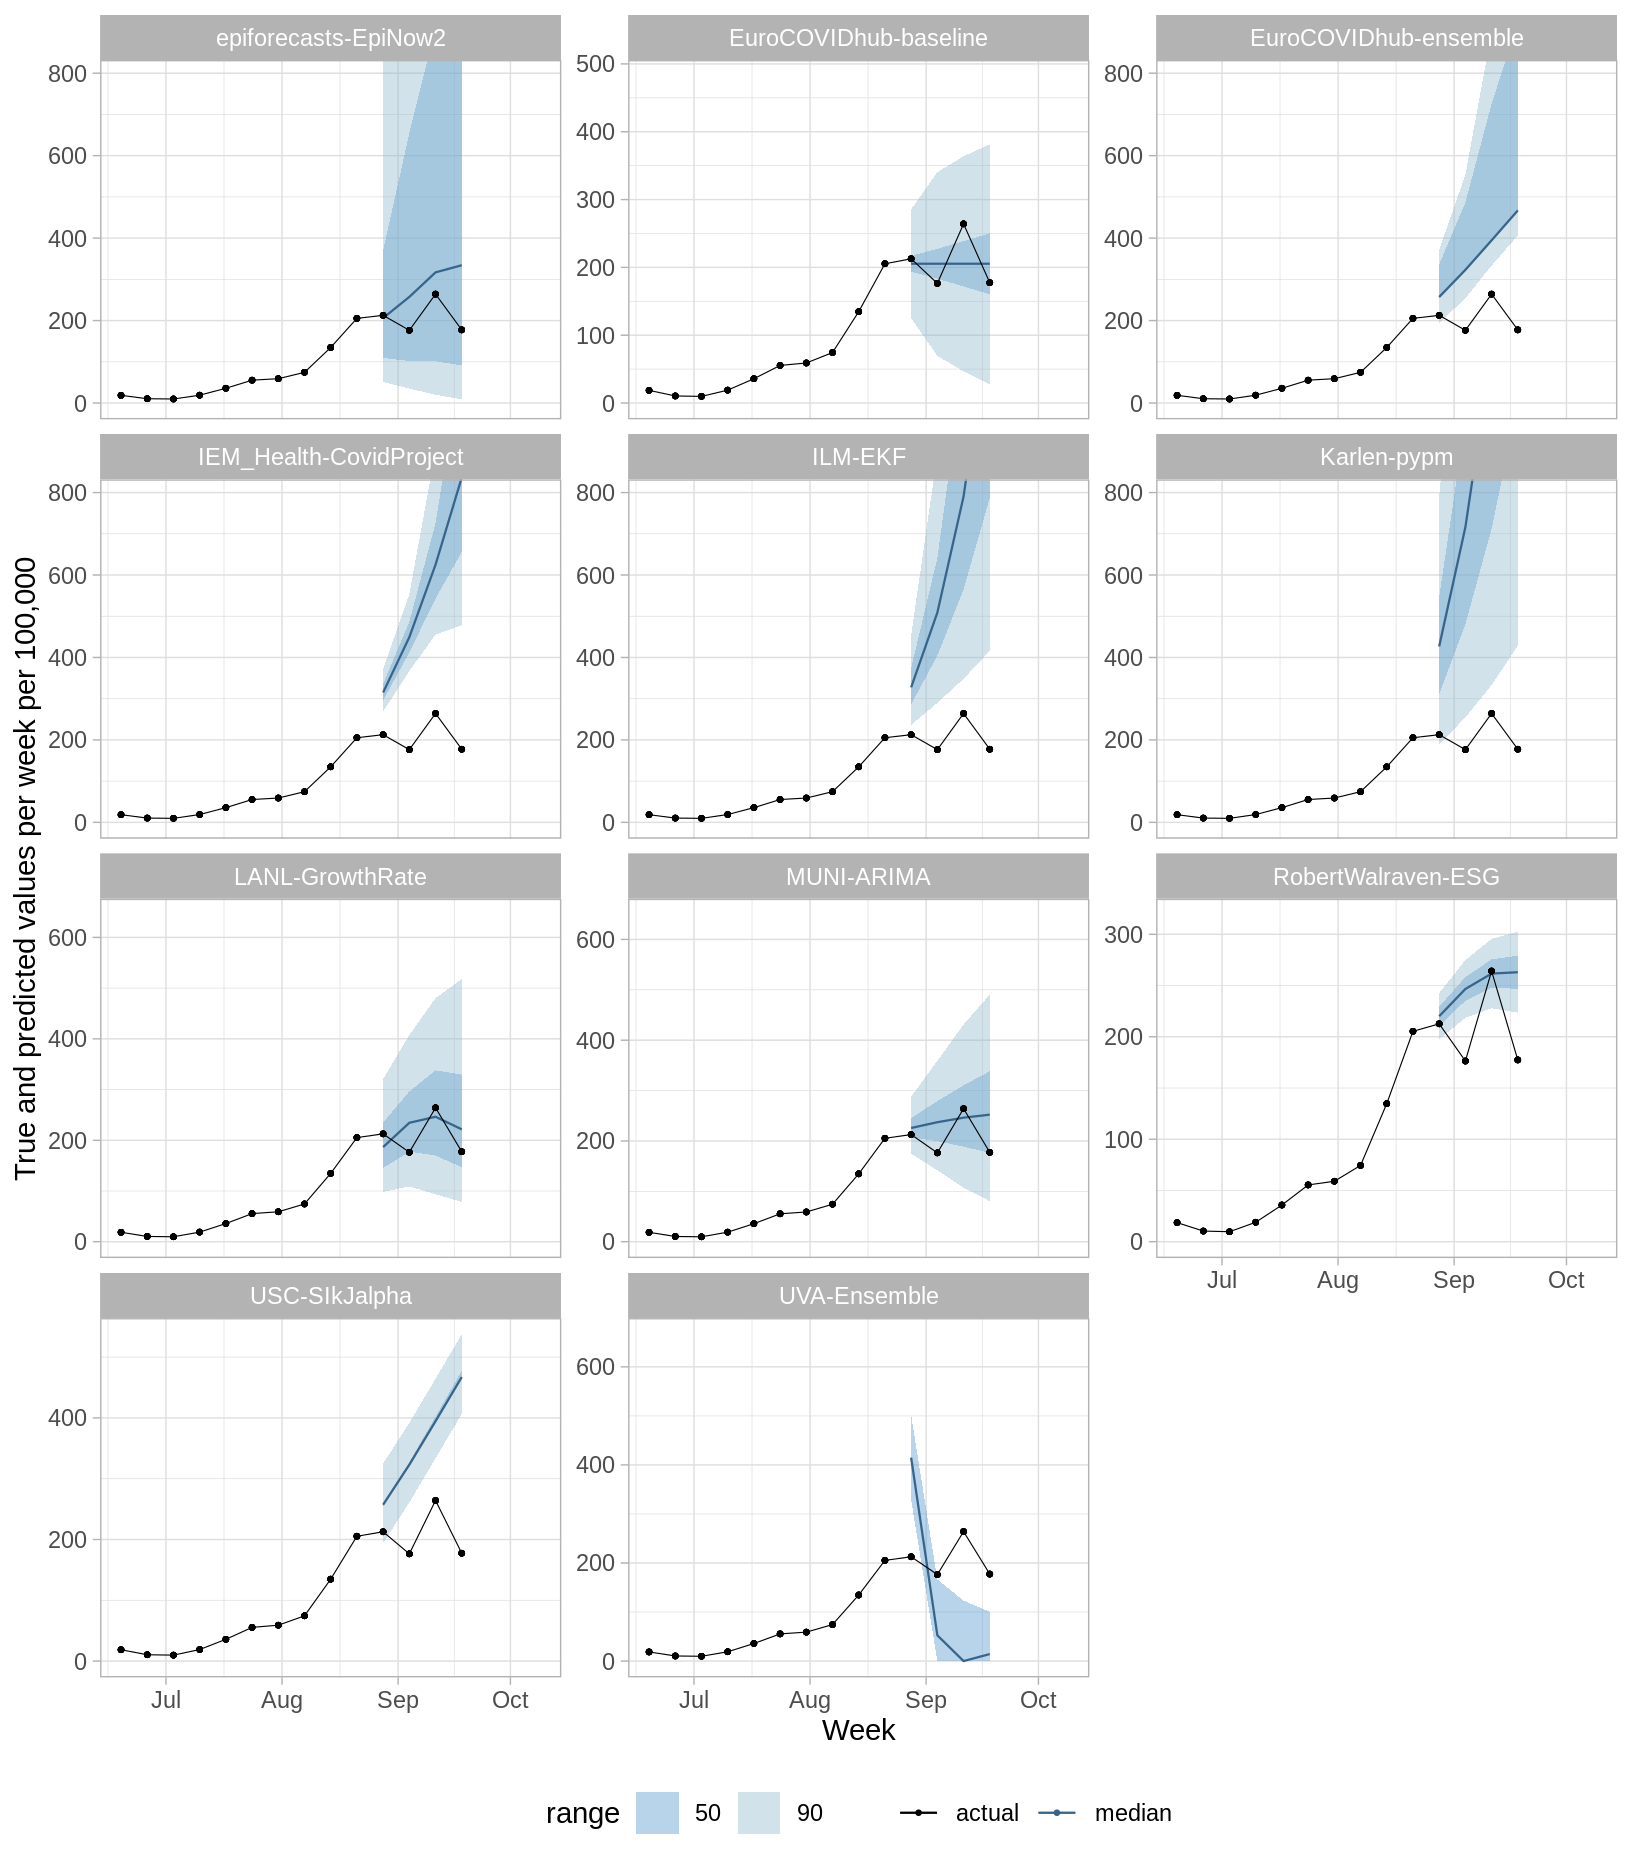 epiforecasts-EpiNow2
EuroCOVIDhub-baseline
EuroCOVIDhub-ensemble
800
600
400
200
0
500
400
300
200
100
0
800
600
400
200
0
IEM_Health-CovidProject
ILM-EKF
Karlen-pypm
800
600
400
200
0
800
600
400
200
0
800
600
400
200
0
LANL-GrowthRate
MUNI-ARIMA
RobertWalraven-ESG
600
400
200
0
600
400
200
0
300
200
100
0
Jul Aug Sep Oct
USC-SIkJalpha
UVA-Ensemble
400
200
0
600
400
200
0
Jul Aug Sep Oct
Jul Aug Sep Oct
True and predicted values per week per 100,000
Week
range 50 90 actual median